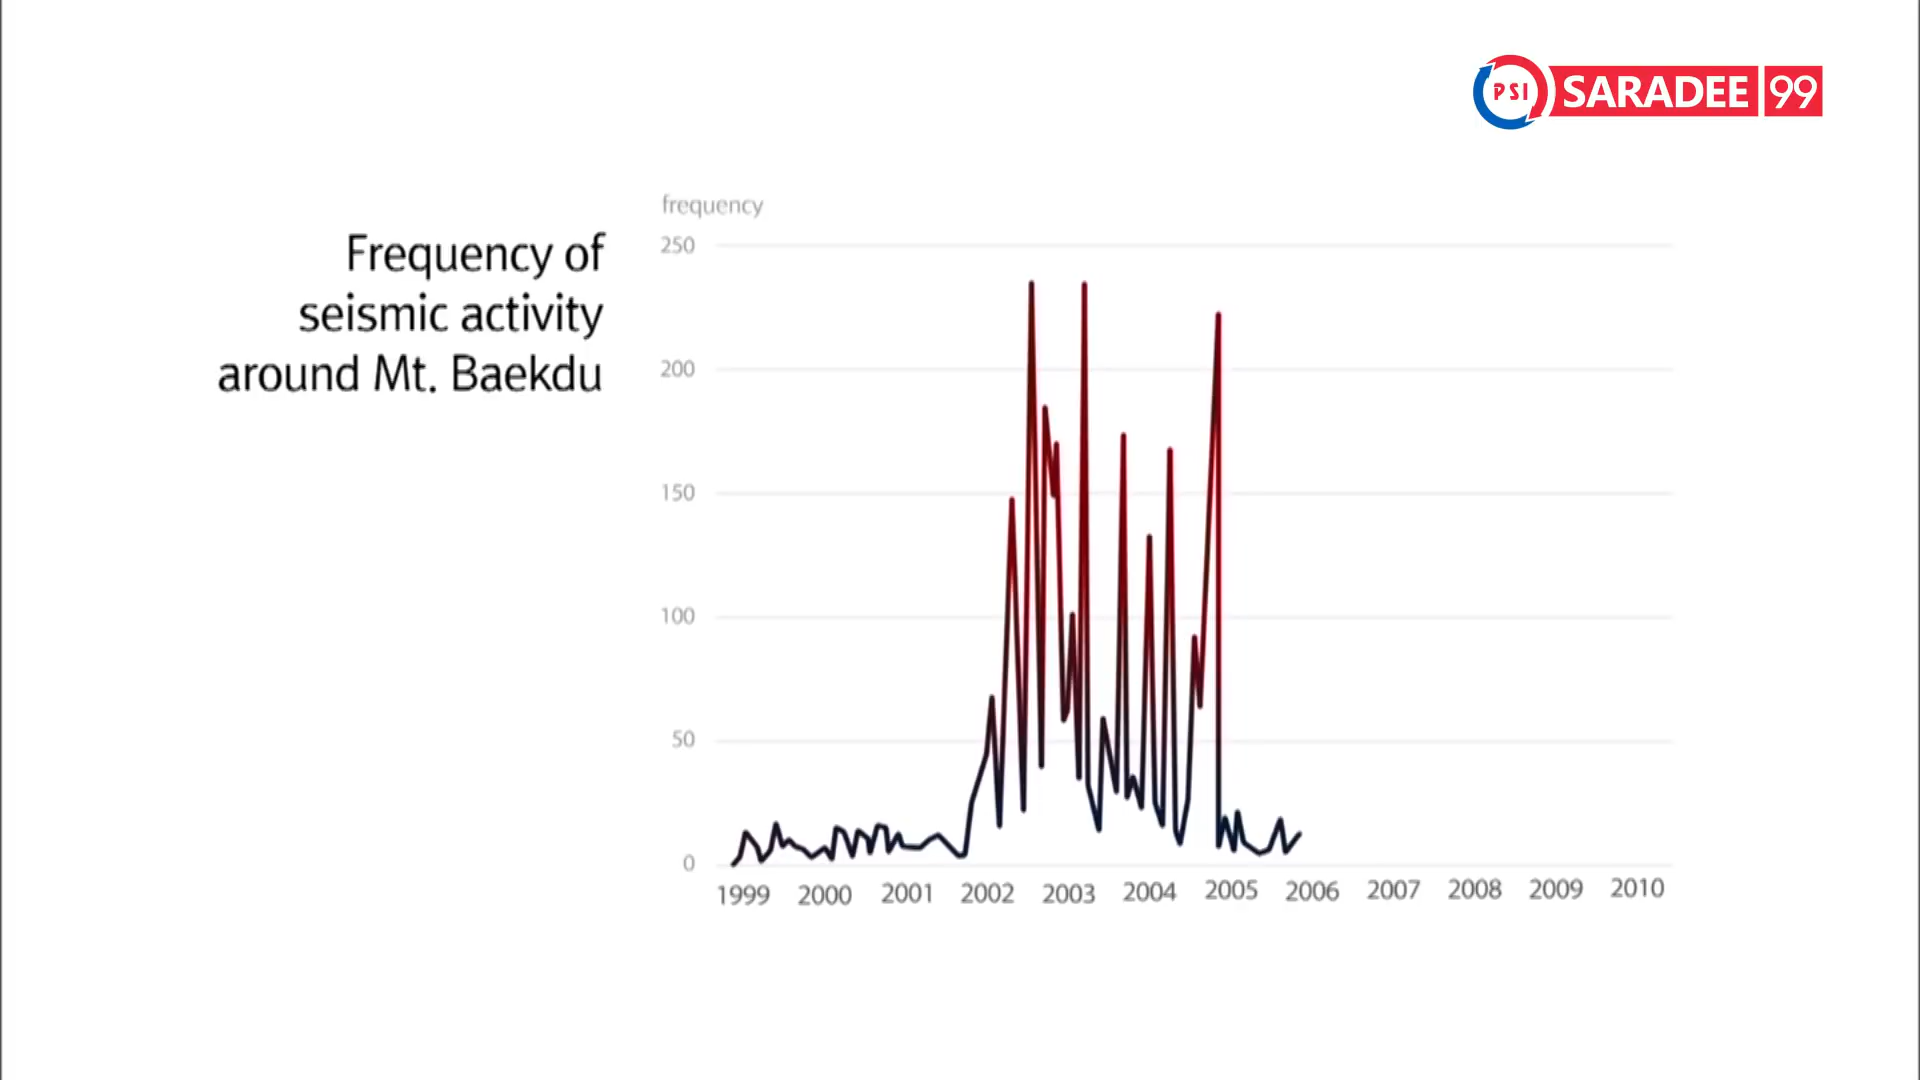 PSI SARADEE 99
Frequency of
seismic activity
around Mt. Baekdu
frequency
250
200
150
100
50
0
1999 2000 2001 2002 2003 2004 2005 2006 2007 2008 2009 2010